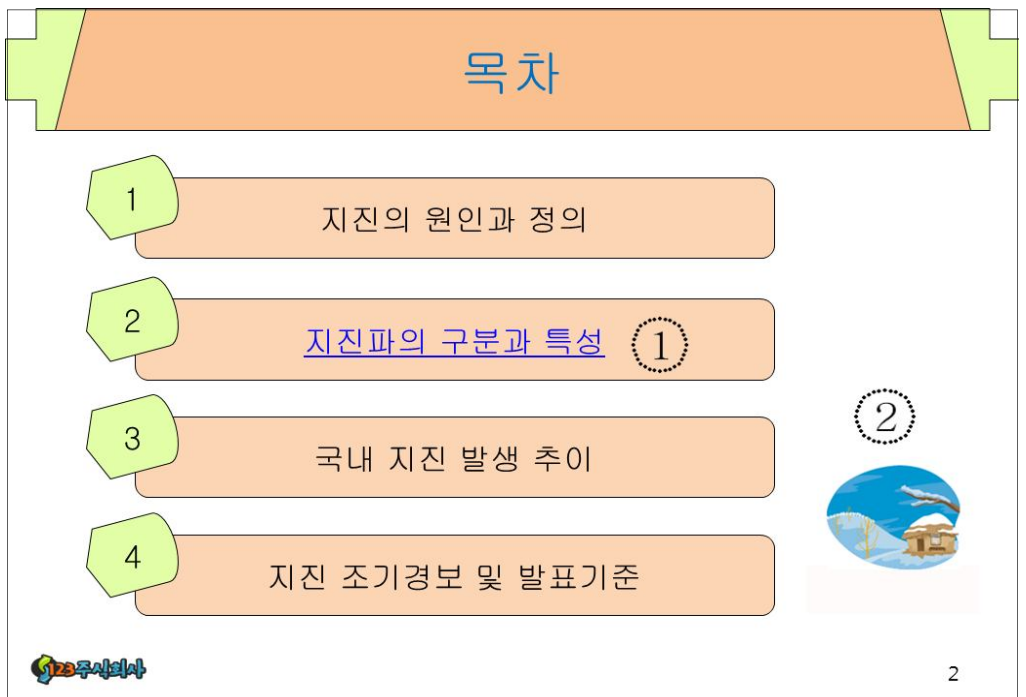 목차
1
지진의 원인과 정의
2
지진파의 구분과 특성 ①
3
국내 지진 발생 추이
②
4
지진 조기경보 및 발표기준
123주식회사
2